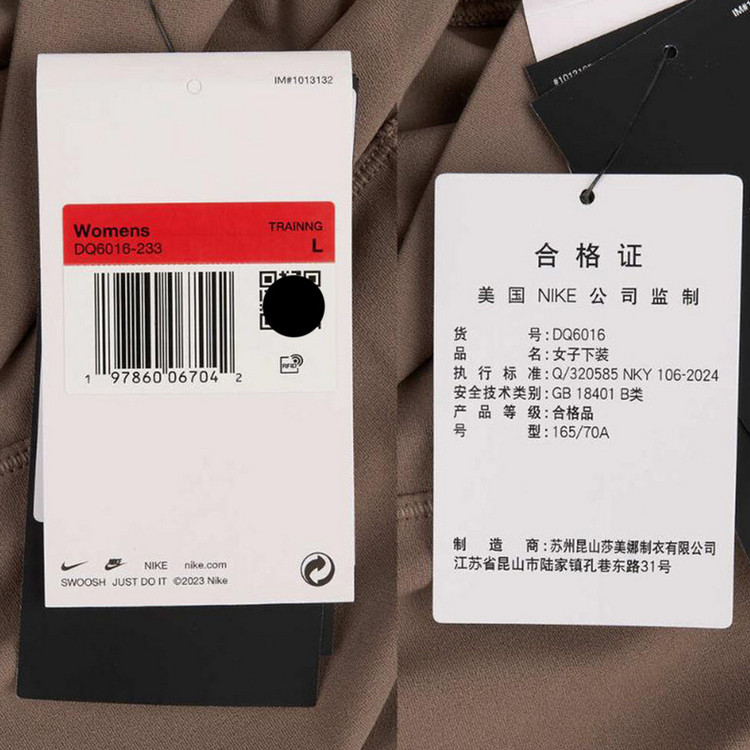 IM#1013132
Womens
TRAINNG
DQ6016-233
L
1 97860 06704 2
RFID
NIKE nike.com
SWOOSH JUST DO IT ©2023 Nike
合格证
美国 NIKE 公司监制
货号:DQ6016
品名:女子下装
执行标准:Q/320585 NKY 106-2024
安全技术类别:GB 18401 B类
产品等级:合格品
号型:165/70A
制造商:苏州昆山莎美娜制衣有限公司
江苏省昆山市陆家镇孔巷东路31号